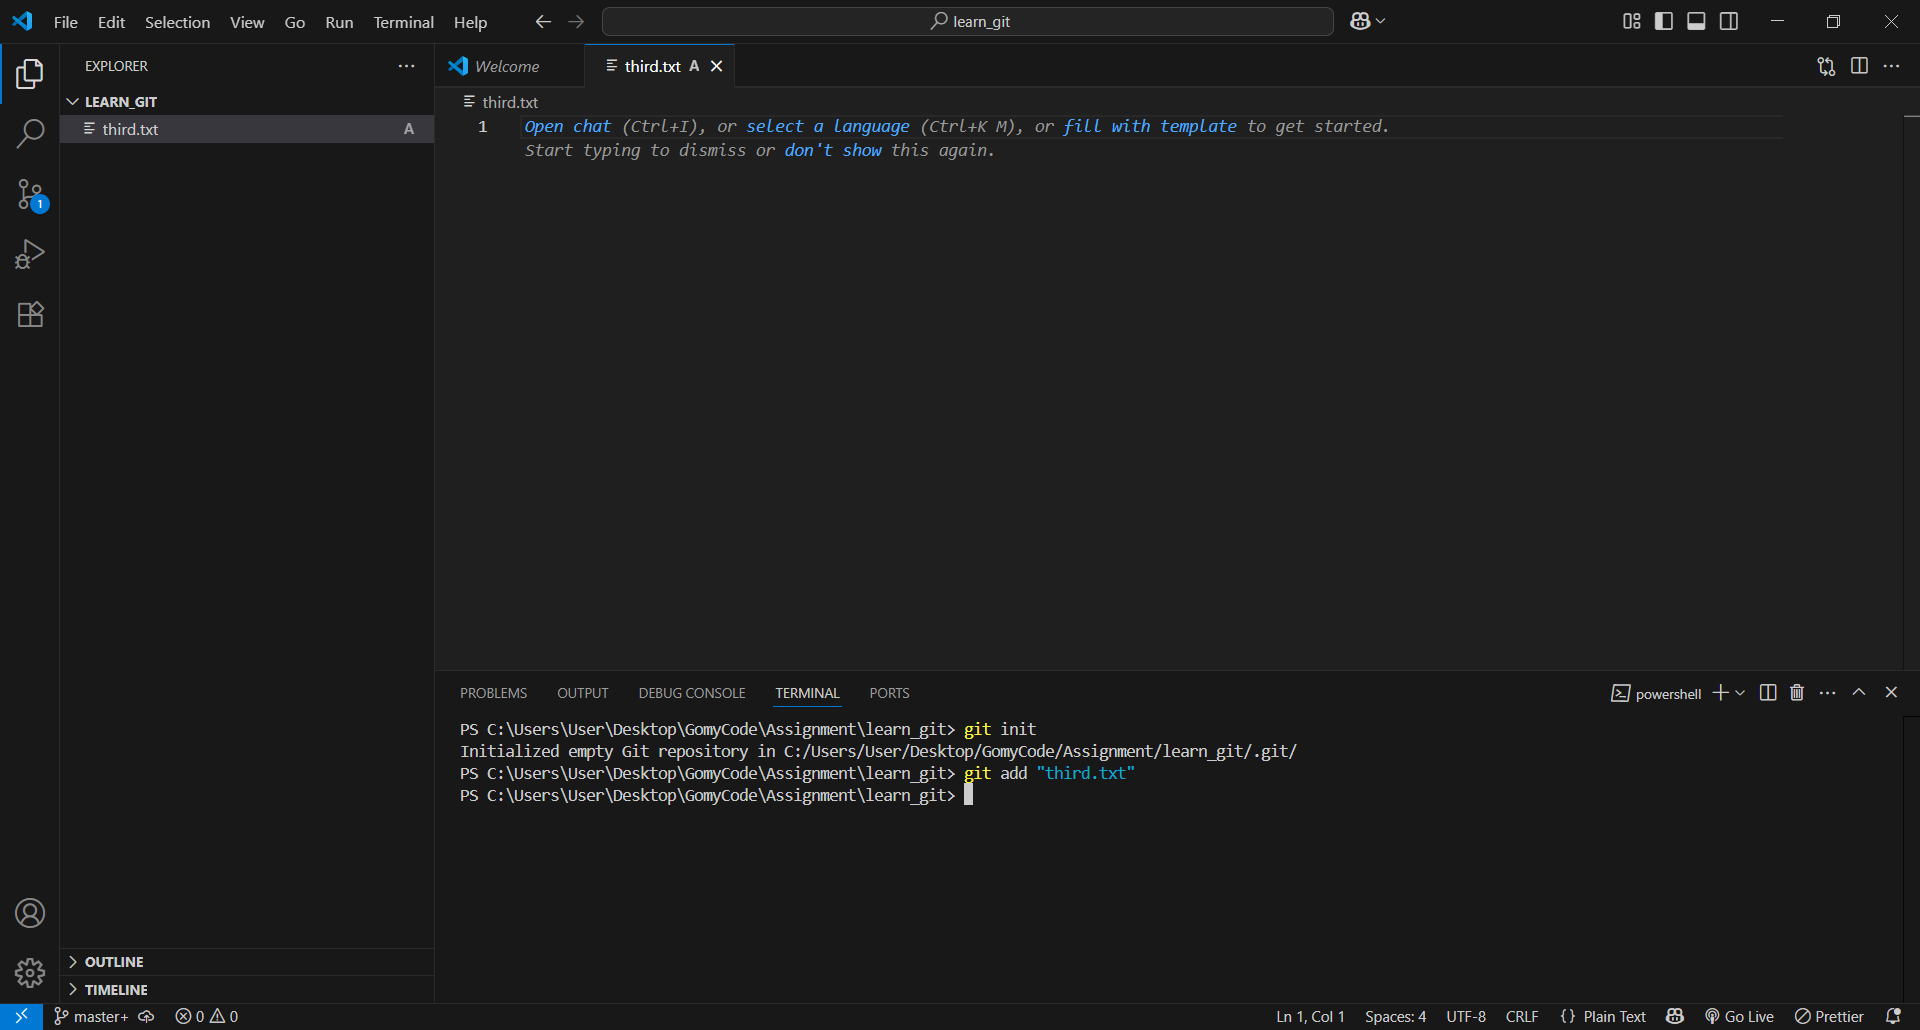 File Edit Selection View Go Run Terminal Help
learn_git
EXPLORER
LEARN_GIT
third.txt A
1
Welcome
third.txt A
third.txt
1 Open chat (Ctrl+I), or select a language (Ctrl+K M), or fill with template to get started.
Start typing to dismiss or don't show this again.
PROBLEMS OUTPUT DEBUG CONSOLE TERMINAL PORTS
powershell
PS C:\Users\User\Desktop\GomyCode\Assignment\learn_git> git init
Initialized empty Git repository in C:/Users/User/Desktop/GomyCode/Assignment/learn_git/.git/
PS C:\Users\User\Desktop\GomyCode\Assignment\learn_git> git add "third.txt"
PS C:\Users\User\Desktop\GomyCode\Assignment\learn_git>
OUTLINE
TIMELINE
master+ 0 0
Ln 1, Col 1 Spaces: 4 UTF-8 CRLF {} Plain Text Go Live Prettier